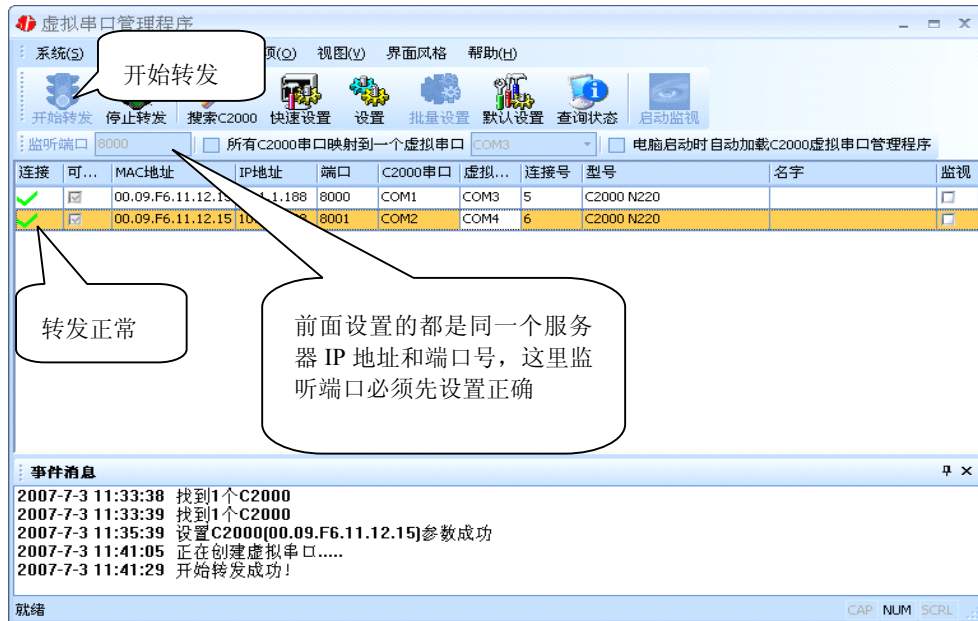 虚拟串口管理程序
系统(S) 项(O) 视图(V) 界面风格 帮助(H)
开始转发
开始转发 停止转发 搜索C2000 快速设置 设置 批量设置 默认设置 查询状态 启动监视
监听端口 8000 所有C2000串口映射到一个虚拟串口 COM3 电脑启动时自动加载C2000虚拟串口管理程序
连接 可... MAC地址 IP地址 端口 C2000串口 虚拟... 连接号 型号 名字 监视
00.09.F6.11.12.15 1.188 8000 COM1 COM3 5 C2000 N220
00.09.F6.11.12.15 8001 COM2 COM4 6 C2000 N220
转发正常
前面设置的都是同一个服务
器 IP 地址和端口号，这里监
听端口必须先设置正确
事件消息
2007-7-3 11:33:38 找到1个C2000
2007-7-3 11:33:39 找到1个C2000
2007-7-3 11:35:39 设置C2000(00.09.F6.11.12.15)参数成功
2007-7-3 11:41:05 正在创建虚拟串口.....
2007-7-3 11:41:29 开始转发成功!
就绪 CAP NUM SCRL